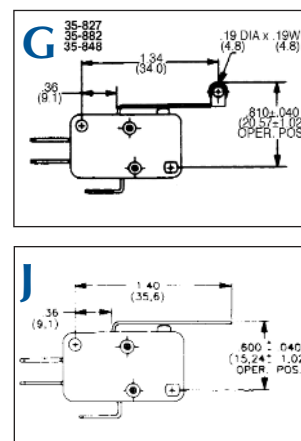 G
35-827
35-882
35-848
.19 DIA x .19W
(4.8) (4.8)
1.34
(34.0)
.36
(9.1)
.810±.040
(20.57±1.02
OPER. POS
J
1.40
(35,6)
.36
(9,1)
.600 ± .040
(15,24 ± 1.02
OPER. POS.